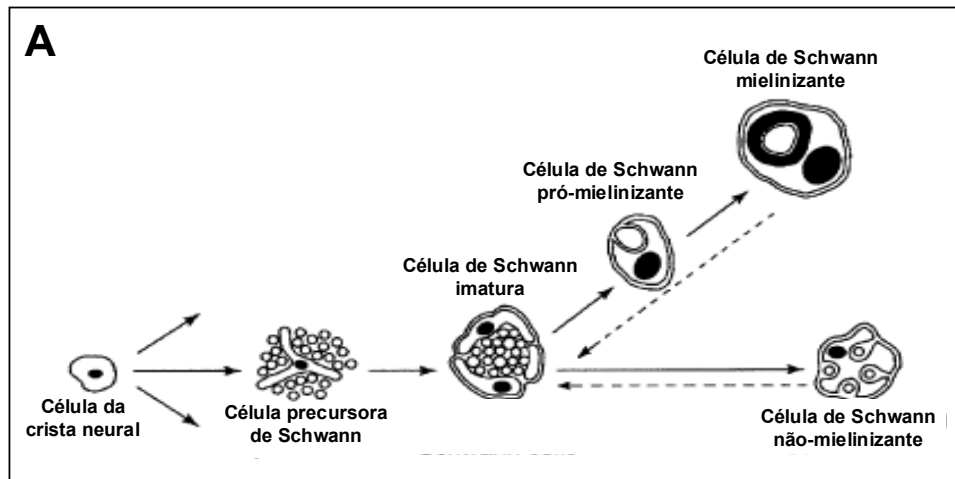 A
Célula de Schwann
mielinizante
Célula de Schwann
pró-mielinizante
Célula de Schwann
imatura
Célula da
crista neural
Célula precursora
de Schwann
Célula de Schwann
não-mielinizante